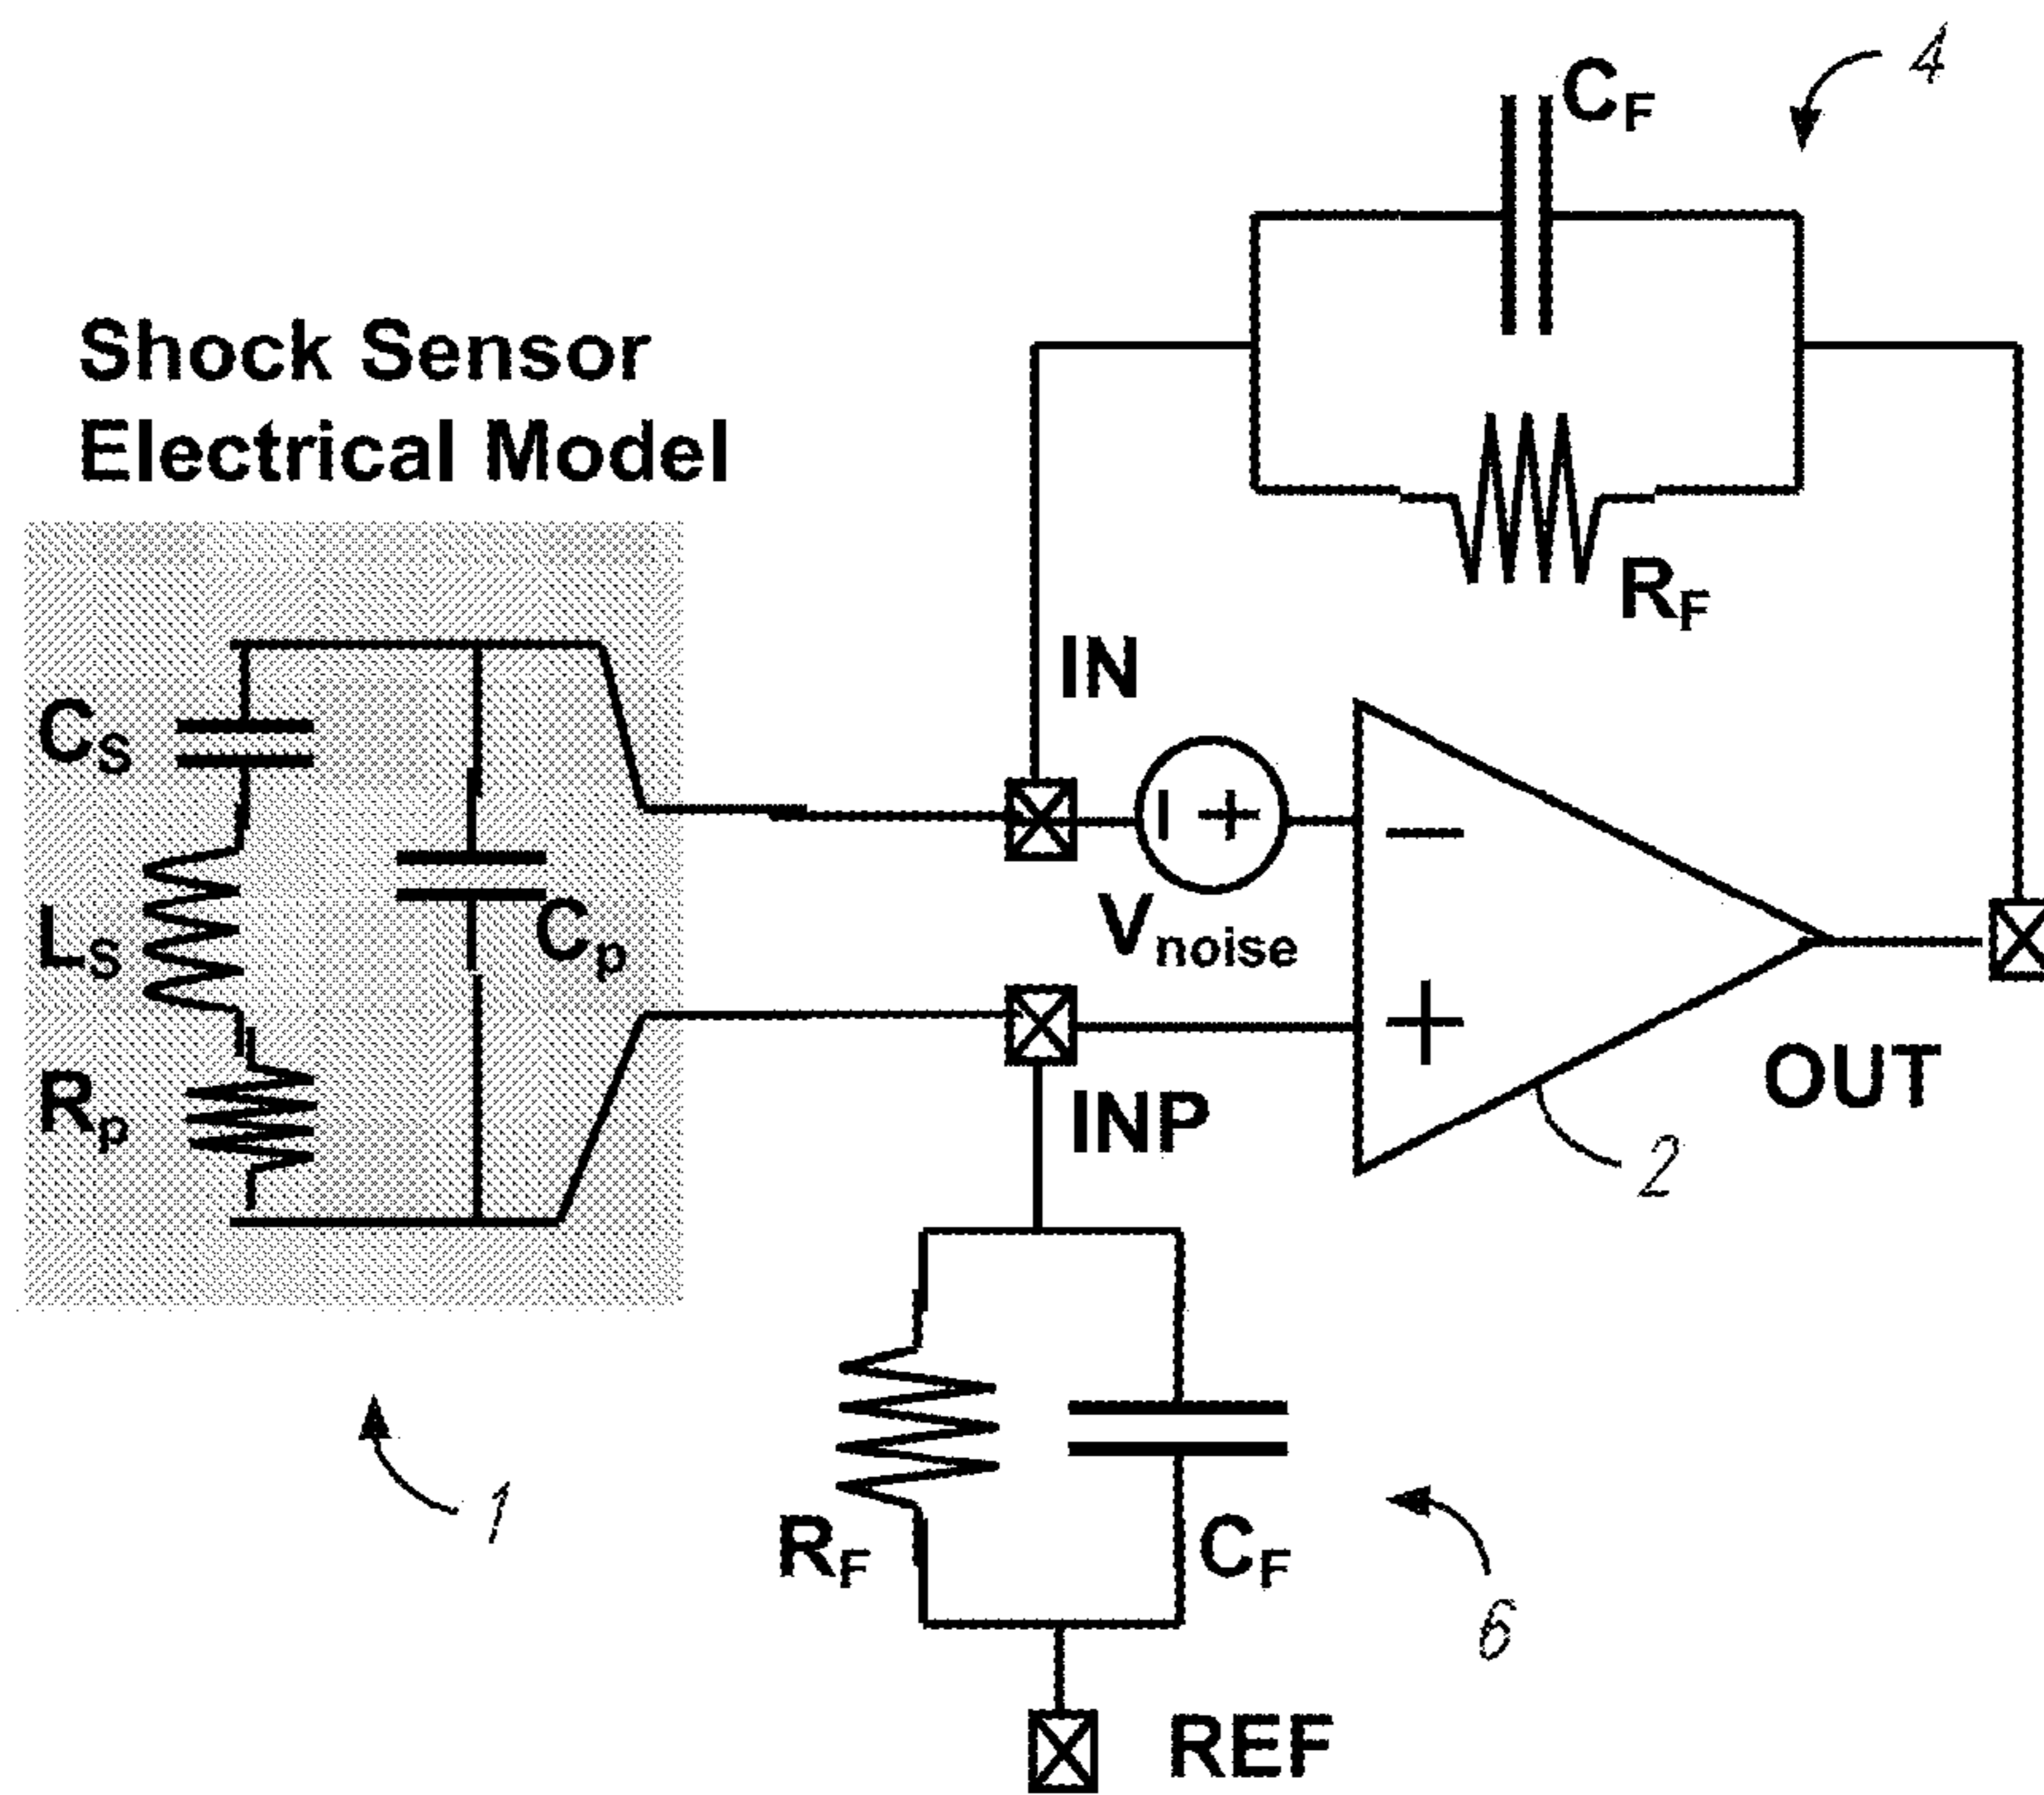 4
CF
Shock Sensor
Electrical Model
RF
IN
CS
LS
Cp
Vnoise
Rp
INP
OUT
2
1
RF
CF
6
REF